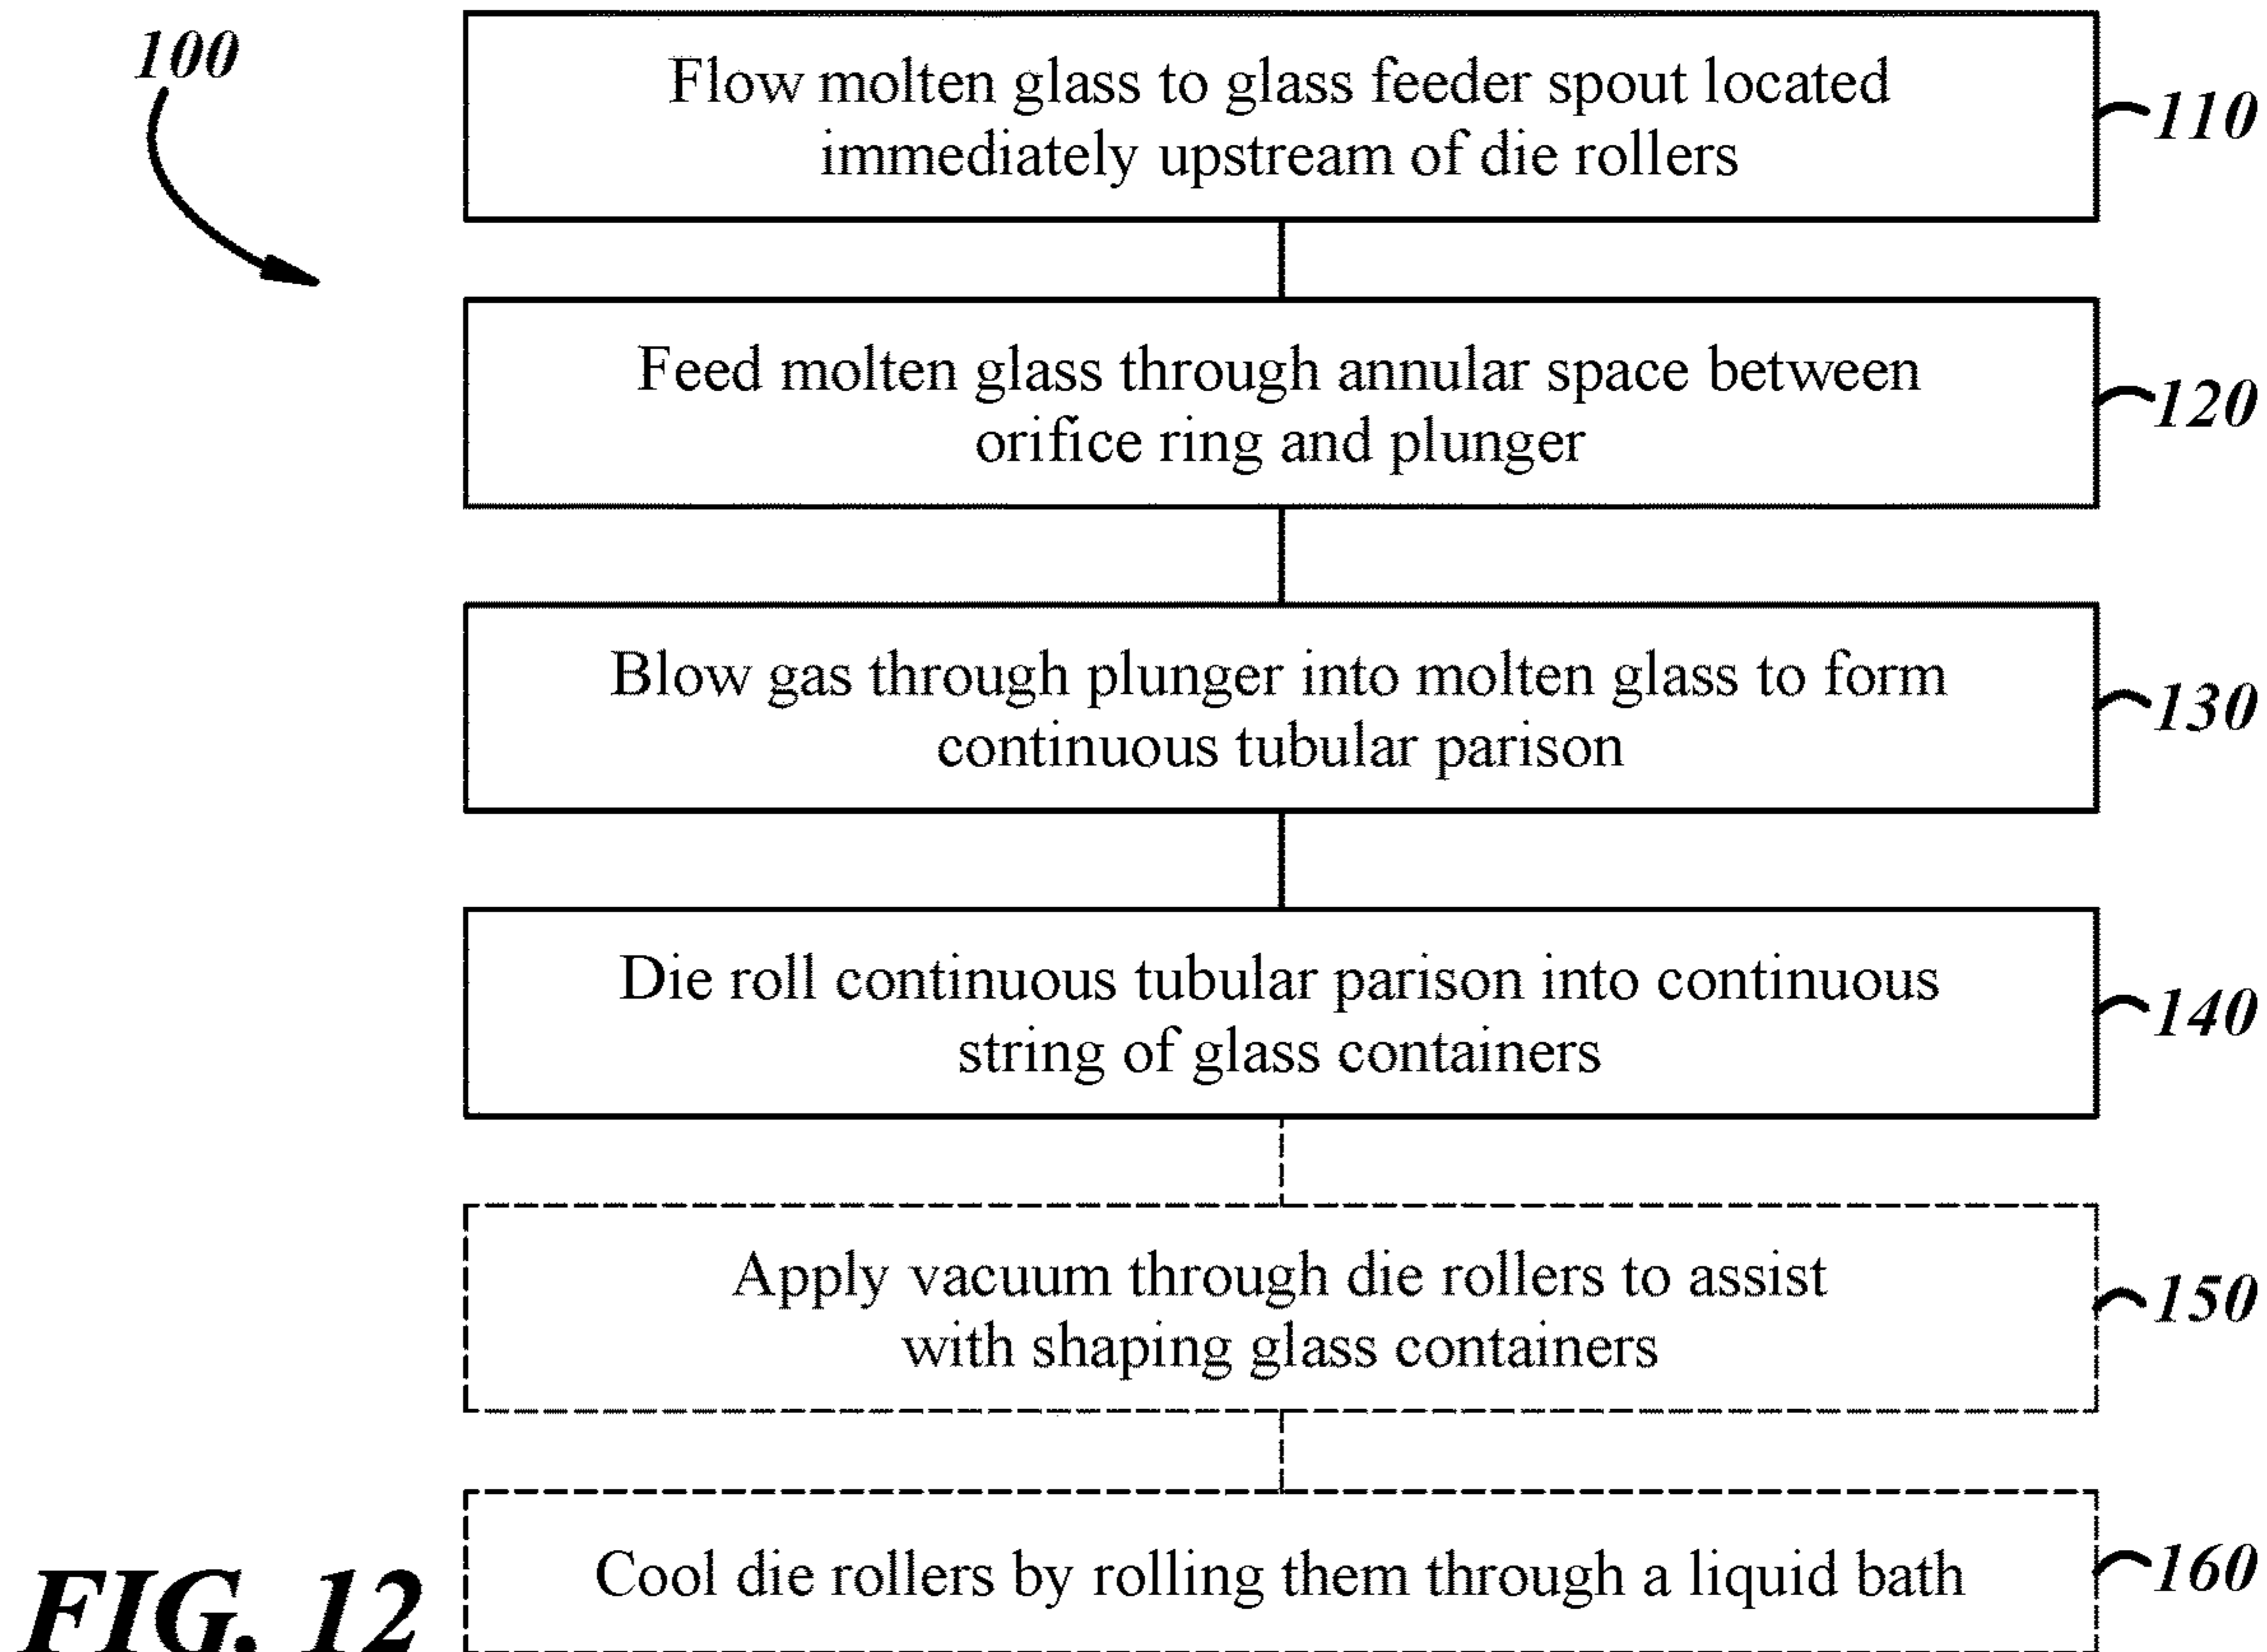 100
Flow molten glass to glass feeder spout located
immediately upstream of die rollers
110
Feed molten glass through annular space between
orifice ring and plunger
120
Blow gas through plunger into molten glass to form
continuous tubular parison
130
Die roll continuous tubular parison into continuous
string of glass containers
140
Apply vacuum through die rollers to assist
with shaping glass containers
150
Cool die rollers by rolling them through a liquid bath
160
FIG. 12